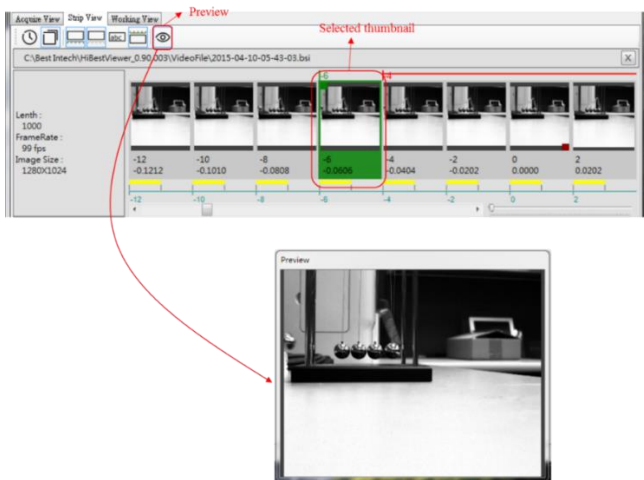 Preview
Acquire View Strip View Working View
Selected thumbnail
abc
C:\Best Intech\HiBestViewer_0.90.003\VideoFile\2015-04-10-05-43-03.bsi X
-6 -4
Lenth :
1000
FrameRate :
99 fps
Image Size :
1280X1024
-12 -10 -8 -6 -4 -2 0 2
-0.1212 -0.1010 -0.0808 -0.0606 -0.0404 -0.0202 0.0000 0.0202
-12 -10 -8 -6 -4 -2 0 2
Preview